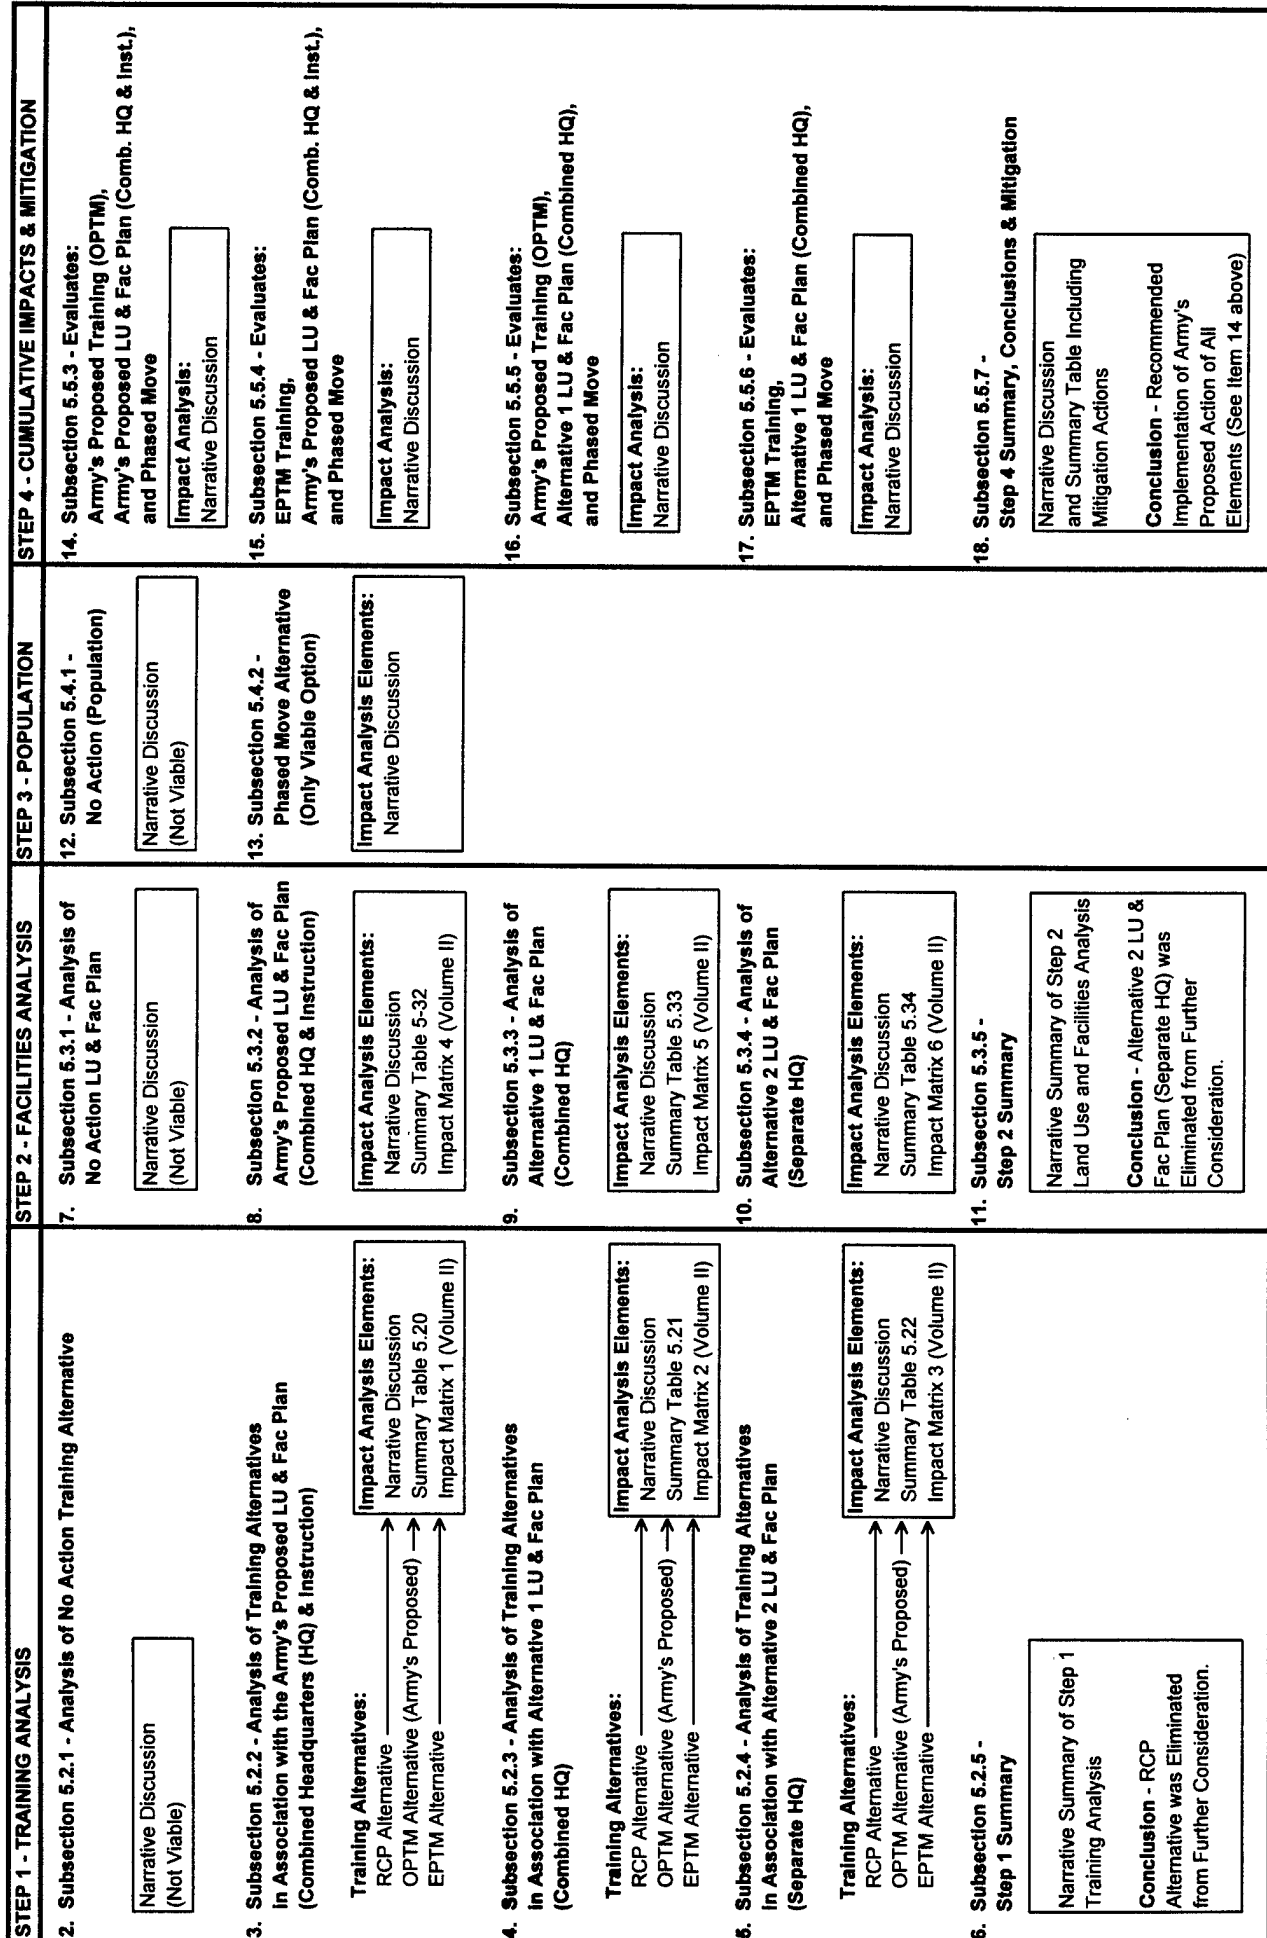 STEP 1 - TRAINING ANALYSIS
2. Subsection 5.2.1 - Analysis of No Action Training Alternative
Narrative Discussion
(Not Viable)
3. Subsection 5.2.2 - Analysis of Training Alternatives
in Association with the Army's Proposed LU & Fac Plan
(Combined Headquarters (HQ) & Instruction)
Training Alternatives:
RCP Alternative
OPTM Alternative (Army's Proposed)
EPTM Alternative
Impact Analysis Elements:
Narrative Discussion
Summary Table 5.20
Impact Matrix 1 (Volume II)
4. Subsection 5.2.3 - Analysis of Training Alternatives
in Association with Alternative 1 LU & Fac Plan
(Combined HQ)
Training Alternatives:
RCP Alternative
OPTM Alternative (Army's Proposed)
EPTM Alternative
Impact Analysis Elements:
Narrative Discussion
Summary Table 5.21
Impact Matrix 2 (Volume II)
5. Subsection 5.2.4 - Analysis of Training Alternatives
in Association with Alternative 2 LU & Fac Plan
(Separate HQ)
Training Alternatives:
RCP Alternative
OPTM Alternative (Army's Proposed)
EPTM Alternative
Impact Analysis Elements:
Narrative Discussion
Summary Table 5.22
Impact Matrix 3 (Volume II)
6. Subsection 5.2.5 -
Step 1 Summary
Narrative Summary of Step 1
Training Analysis
Conclusion - RCP
Alternative was Eliminated
from Further Consideration.
STEP 2 - FACILITIES ANALYSIS
7. Subsection 5.3.1 - Analysis of
No Action LU & Fac Plan
Narrative Discussion
(Not Viable)
8. Subsection 5.3.2 - Analysis of
Army's Proposed LU & Fac Plan
(Combined HQ & Instruction)
Impact Analysis Elements:
Narrative Discussion
Summary Table 5-32
Impact Matrix 4 (Volume II)
9. Subsection 5.3.3 - Analysis of
Alternative 1 LU & Fac Plan
(Combined HQ)
Impact Analysis Elements:
Narrative Discussion
Summary Table 5.33
Impact Matrix 5 (Volume II)
10. Subsection 5.3.4 - Analysis of
Alternative 2 LU & Fac Plan
(Separate HQ)
Impact Analysis Elements:
Narrative Discussion
Summary Table 5.34
Impact Matrix 6 (Volume II)
11. Subsection 5.3.5 -
Step 2 Summary
Narrative Summary of Step 2
Land Use and Facilities Analysis
Conclusion - Alternative 2 LU &
Fac Plan (Separate HQ) was
Eliminated from Further
Consideration.
STEP 3 - POPULATION
12. Subsection 5.4.1 -
No Action (Population)
Narrative Discussion
(Not Viable)
13. Subsection 5.4.2 -
Phased Move Alternative
(Only Viable Option)
Impact Analysis Elements:
Narrative Discussion
STEP 4 - CUMULATIVE IMPACTS & MITIGATION
14. Subsection 5.5.3 - Evaluates:
Army's Proposed Training (OPTM),
Army's Proposed LU & Fac Plan (Comb. HQ & Inst.),
and Phased Move
Impact Analysis:
Narrative Discussion
15. Subsection 5.5.4 - Evaluates:
EPTM Training,
Army's Proposed LU & Fac Plan (Comb. HQ & Inst.),
and Phased Move
Impact Analysis:
Narrative Discussion
16. Subsection 5.5.5 - Evaluates:
Army's Proposed Training (OPTM),
Alternative 1 LU & Fac Plan (Combined HQ),
and Phased Move
Impact Analysis:
Narrative Discussion
17. Subsection 5.5.6 - Evaluates:
EPTM Training,
Alternative 1 LU & Fac Plan (Combined HQ),
and Phased Move
Impact Analysis:
Narrative Discussion
18. Subsection 5.5.7 -
Step 4 Summary, Conclusions & Mitigation
Narrative Discussion
and Summary Table Including
Mitigation Actions
Conclusion - Recommended
Implementation of Army's
Proposed Action of All
Elements (See Item 14 above)